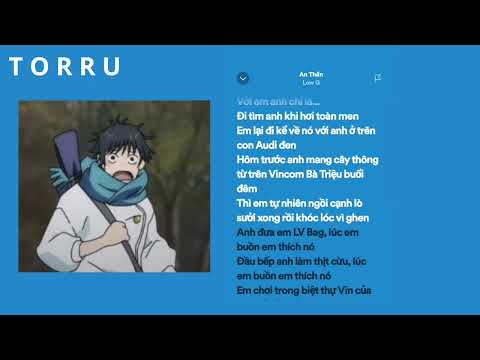 TORRU
An Thần
Low G
Với em anh chỉ là...
Đi tìm anh khi hơi toàn men
Em lại đi kể về nó với anh ở trên
con Audi đen
Hôm trước anh mang cây thông
từ trên Vincom Bà Triệu buổi
đêm
Thì em tự nhiên ngồi cạnh lò
sưởi xong rồi khóc lóc vì ghen
Anh đưa em LV Bag, lúc em
buồn em thích nó
Đầu bếp anh làm thịt cừu, lúc
em buồn em thích nó
Em chơi trong biệt thự Vin của